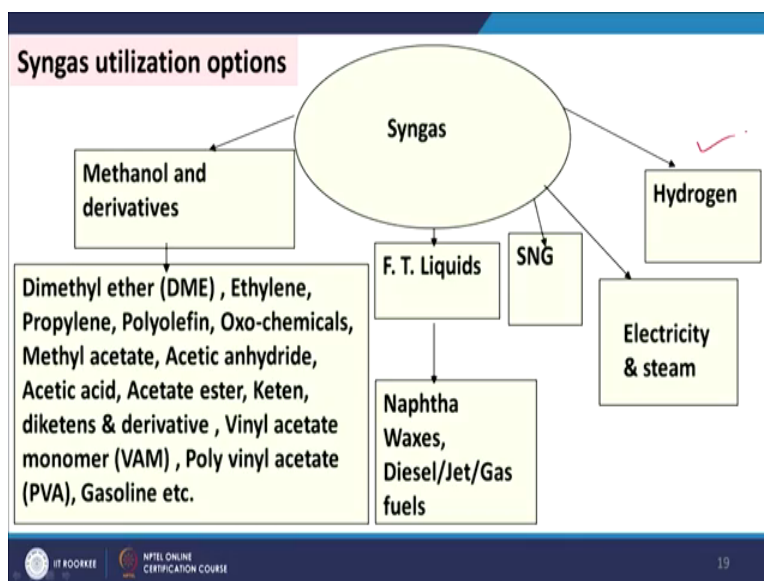 Syngas utilization options
Syngas
Methanol and
derivatives
Dimethyl ether (DME) , Ethylene,
Propylene, Polyolefin, Oxo-chemicals,
Methyl acetate, Acetic anhydride,
Acetic acid, Acetate ester, Keten,
diketens & derivative , Vinyl acetate
monomer (VAM) , Poly vinyl acetate
(PVA), Gasoline etc.
F. T. Liquids
Naphtha
Waxes,
Diesel/Jet/Gas
fuels
SNG
Electricity
& steam
Hydrogen
IIT ROORKEE
NPTEL ONLINE
CERTIFICATION COURSE
19